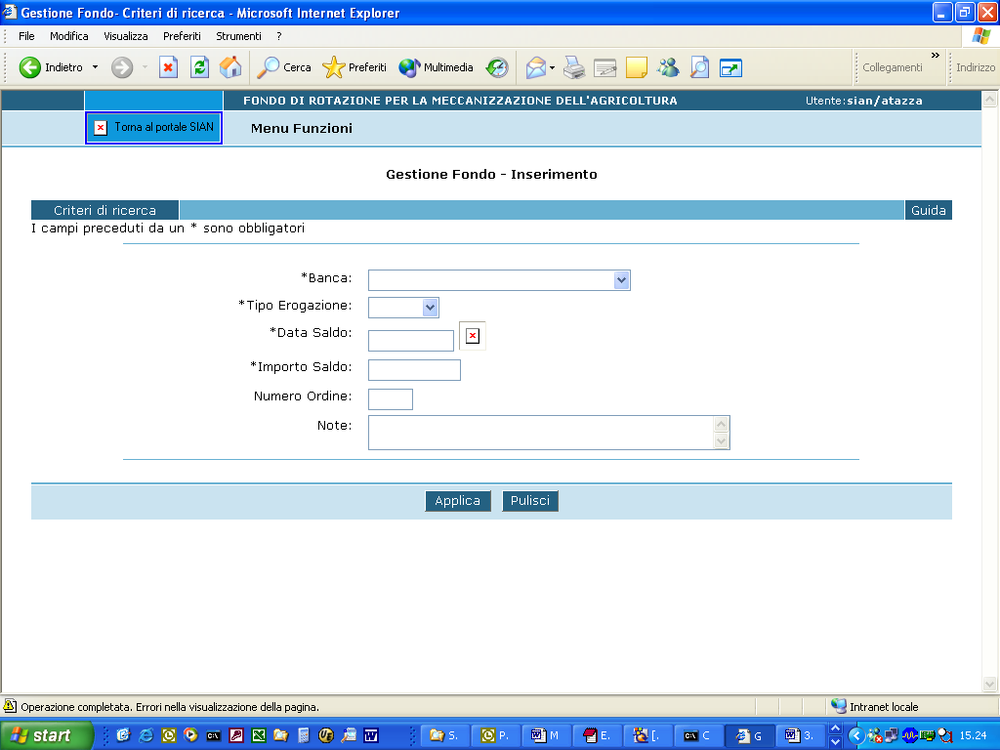 Gestione Fondo- Criteri di ricerca - Microsoft Internet Explorer
File Modifica Visualizza Preferiti Strumenti ?
Indietro Cerca Preferiti Multimedia Collegamenti » Indirizzo
FONDO DI ROTAZIONE PER LA MECCANIZZAZIONE DELL'AGRICOLTURA Utente:sian/atazza
Torna al portale SIAN Menu Funzioni
Gestione Fondo - Inserimento
Criteri di ricerca Guida
I campi preceduti da un * sono obbligatori
*Banca:
*Tipo Erogazione:
*Data Saldo:
*Importo Saldo:
Numero Ordine:
Note:
Applica Pulisci
Operazione completata. Errori nella visualizzazione della pagina. Intranet locale
start S. P. M E. [. C G 3. 15.24